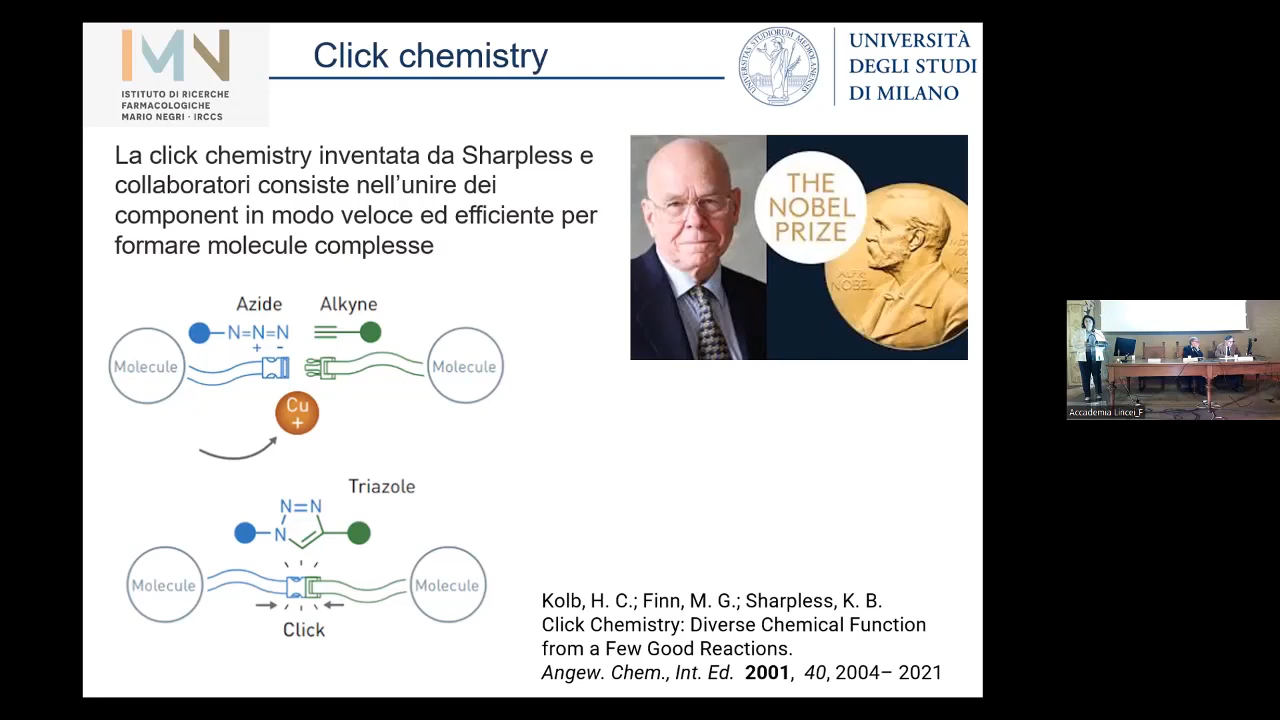 IMN
ISTITUTO DI RICERCHE
FARMACOLOGICHE
MARIO NEGRI · IRCCS
Click chemistry
UNIVERSITÀ
DEGLI STUDI
DI MILANO
La click chemistry inventata da Sharpless e
collaboratori consiste nell’unire dei
component in modo veloce ed efficiente per
formare molecule complesse
THE
NOBEL
PRIZE
Azide
Alkyne
N=N=N
+ -
Molecule
Molecule
Cu
+
Triazole
N=N
N
Molecule
Molecule
Click
Kolb, H. C.; Finn, M. G.; Sharpless, K. B.
Click Chemistry: Diverse Chemical Function
from a Few Good Reactions.
Angew. Chem., Int. Ed. 2001, 40, 2004– 2021
Accademia Lincei_F